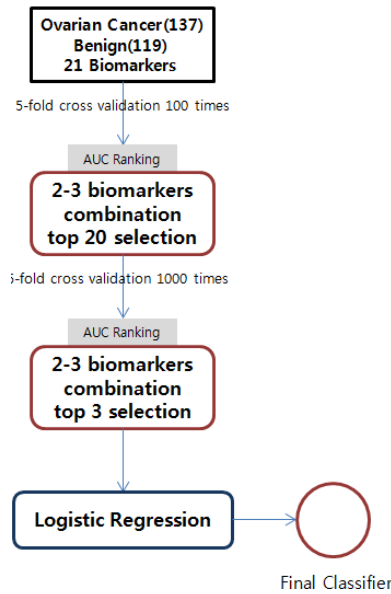 Ovarian Cancer(137)
Benign(119)
21 Biomarkers
5-fold cross validation 100 times
AUC Ranking
2-3 biomarkers
combination
top 20 selection
5-fold cross validation 1000 times
AUC Ranking
2-3 biomarkers
combination
top 3 selection
Logistic Regression
Final Classifier